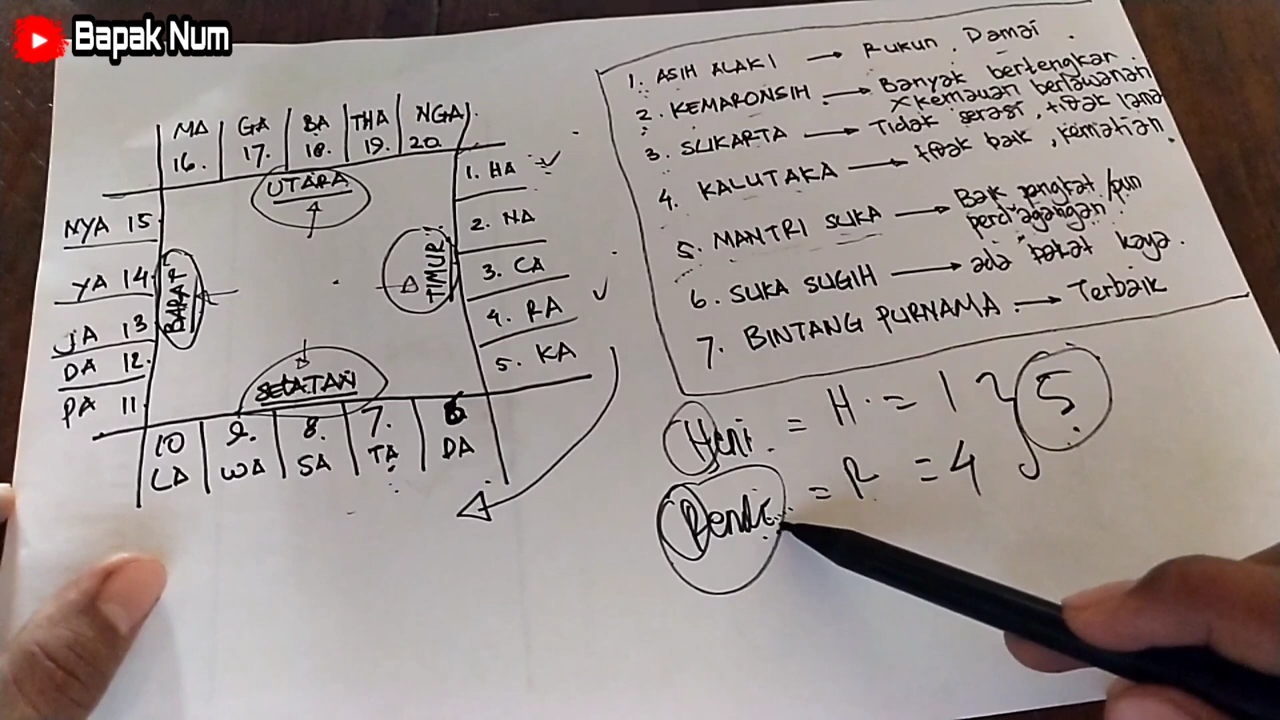 Bapak Num
MA GA BA THA NGA
16. 17. 18. 19. 20
UTARA
NYA 15
YA 14
JA 13
DA 12
PA 11
BARAT
TIMUR
1. HA
2. NA
3. CA
4. RA
5. KA
SELATAN
10 9. 8. 7. 6
LA WA SA TA DA
1. ASIH ALAKI → Rukun, Damai
2. KEMARONSIH → Banyak bertengkar
x kemauan berlawanan
3. SUKARTA → Tidak serasi, tidak lama
4. KALUTAKA → tidak baik, kematian
5. MANTRI SUKA → Baik pangkat/pun
perdagangan
6. SUKA SUGIH → ada bakat kaya.
7. BINTANG PURNAMA → Terbaik
Heni = H = 1
5
Rendi = R = 4